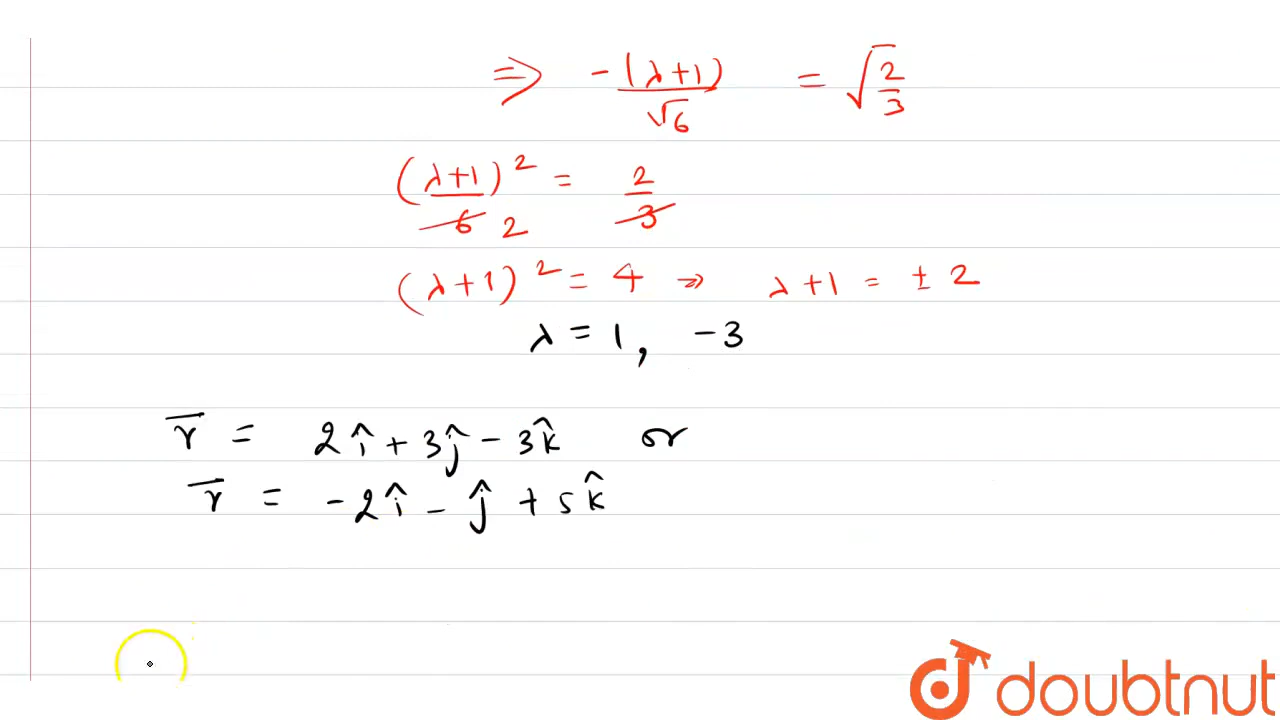 ⇒ -(λ+1)/√6 = √(2/3)
(λ+1)²/6 2 = 2/3
(λ+1)² = 4 ⇒ λ+1 = ± 2
λ = 1, -3
r̅ = 2î + 3ĵ - 3k̂ or
r̅ = -2î - ĵ + 5k̂
doubtnut